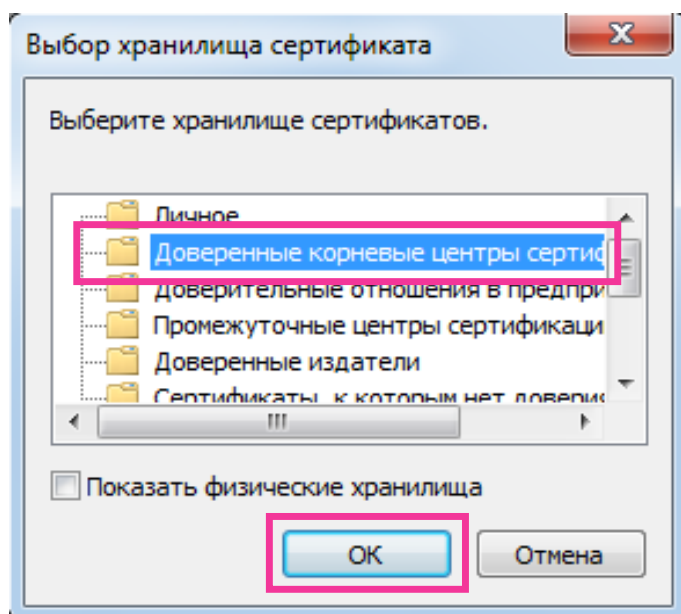 Выбор хранилища сертификата
Выберите хранилище сертификатов.
Личное
Доверенные корневые центры сертиф
Доверительные отношения в предпри
Промежуточные центры сертификаци
Доверенные издатели
Сертификаты, к которым нет доверия
Показать физические хранилища
ОК
Отмена